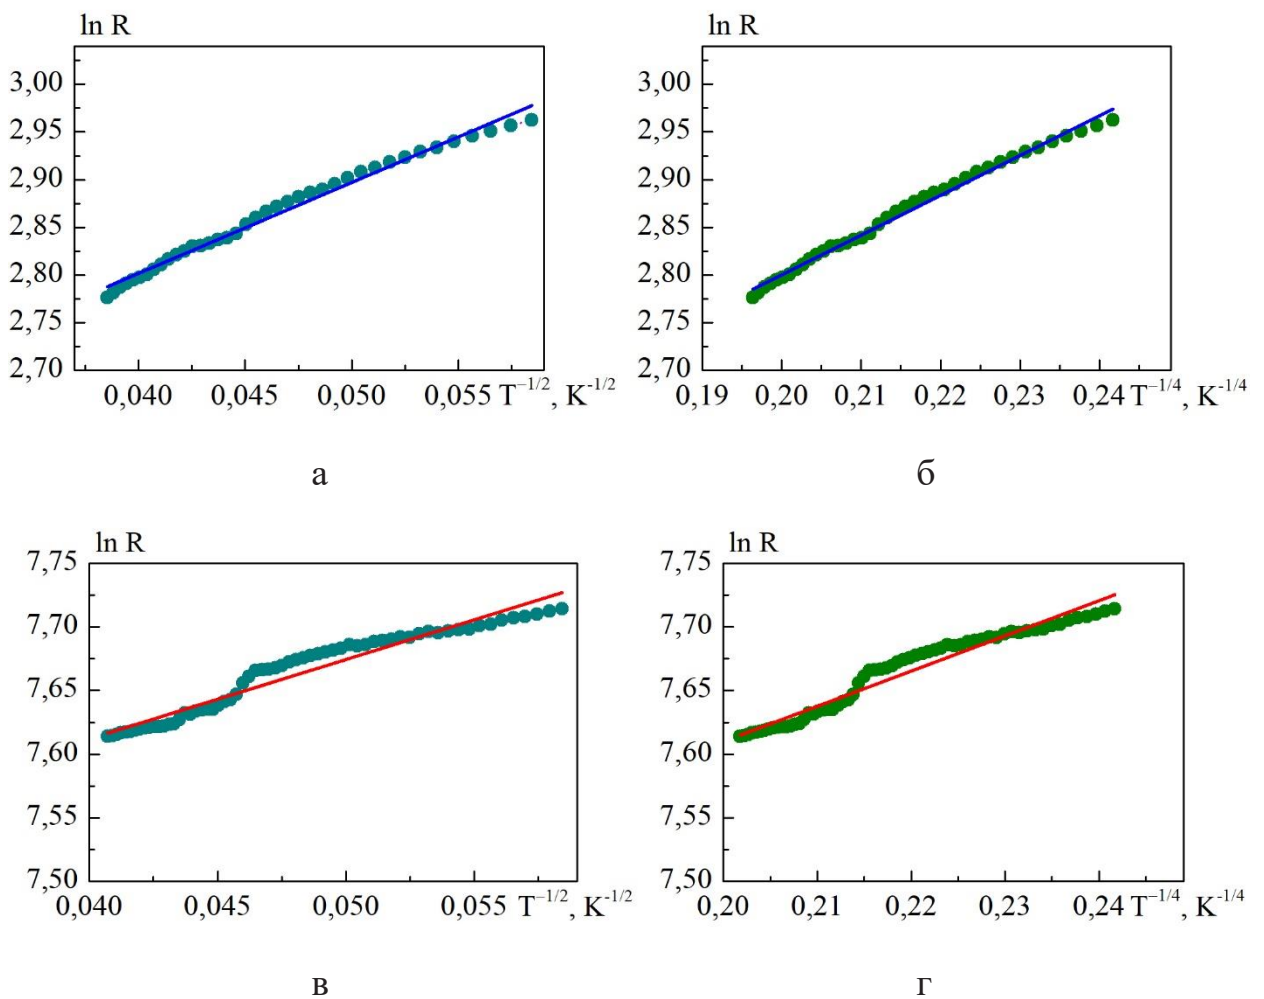 ln R
3,00
2,95
2,90
2,85
2,80
2,75
2,70
0,040 0,045 0,050 0,055 T⁻¹/², K⁻¹/²
а
ln R
3,00
2,95
2,90
2,85
2,80
2,75
2,70
0,19 0,20 0,21 0,22 0,23 0,24 T⁻¹/⁴, K⁻¹/⁴
б
ln R
7,75
7,70
7,65
7,60
7,55
7,50
0,040 0,045 0,050 0,055 T⁻¹/², K⁻¹/²
в
ln R
7,75
7,70
7,65
7,60
7,55
7,50
0,20 0,21 0,22 0,23 0,24 T⁻¹/⁴, K⁻¹/⁴
г